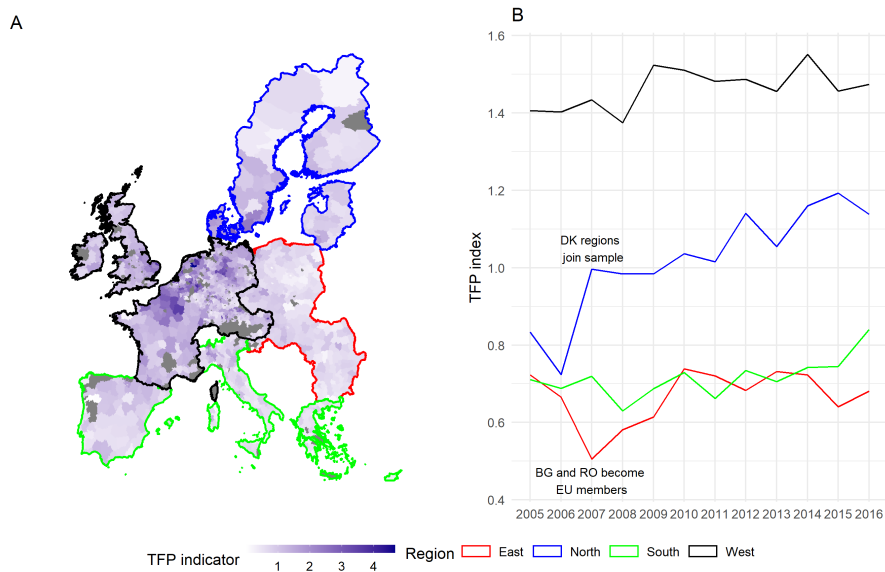 A
B
TFP index
1.6
1.4
1.2
1.0
0.8
0.6
0.4
DK regions
join sample
BG and RO become
EU members
2005 2006 2007 2008 2009 2010 2011 2012 2013 2014 2015 2016
TFP indicator
1 2 3 4
Region East North South West